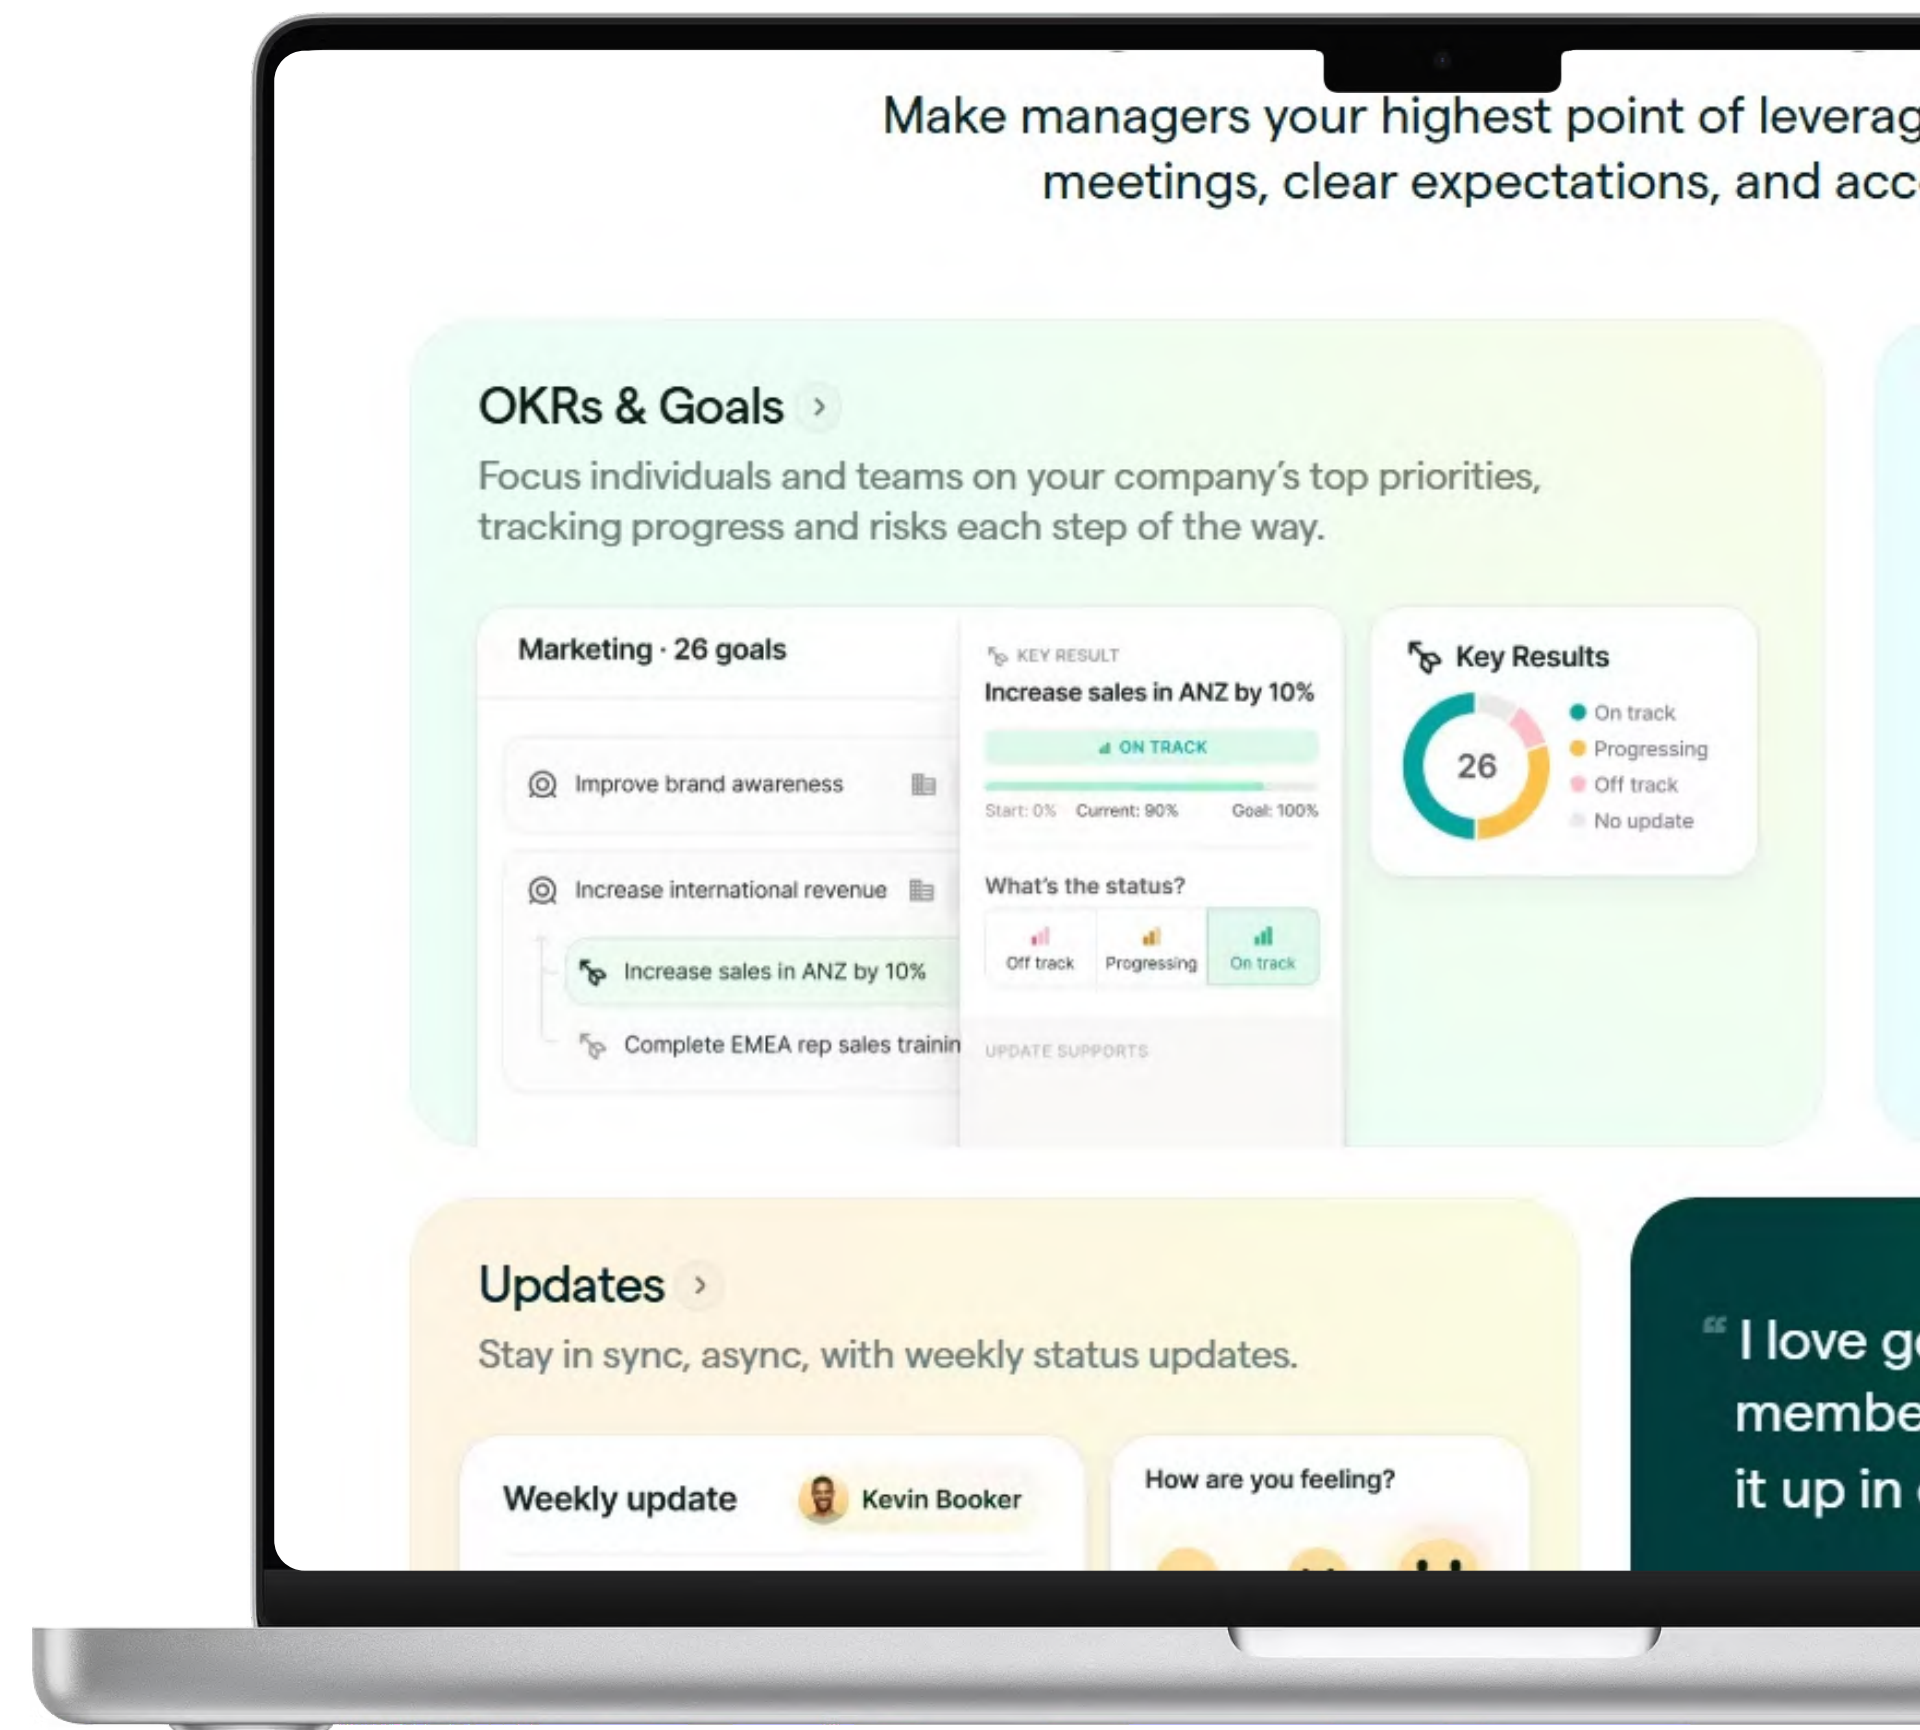 Make managers your highest point of leverag
meetings, clear expectations, and acc
OKRs & Goals
Focus individuals and teams on your company’s top priorities,
tracking progress and risks each step of the way.
Marketing · 26 goals
Improve brand awareness
Increase international revenue
Increase sales in ANZ by 10%
Complete EMEA rep sales trainin
KEY RESULT
Increase sales in ANZ by 10%
ON TRACK
Start: 0% Current: 90% Goal: 100%
What’s the status?
Off track Progressing On track
UPDATE SUPPORTS
Key Results
26
On track
Progressing
Off track
No update
Updates
Stay in sync, async, with weekly status updates.
Weekly update Kevin Booker
How are you feeling?
“ I love g
membe
it up in